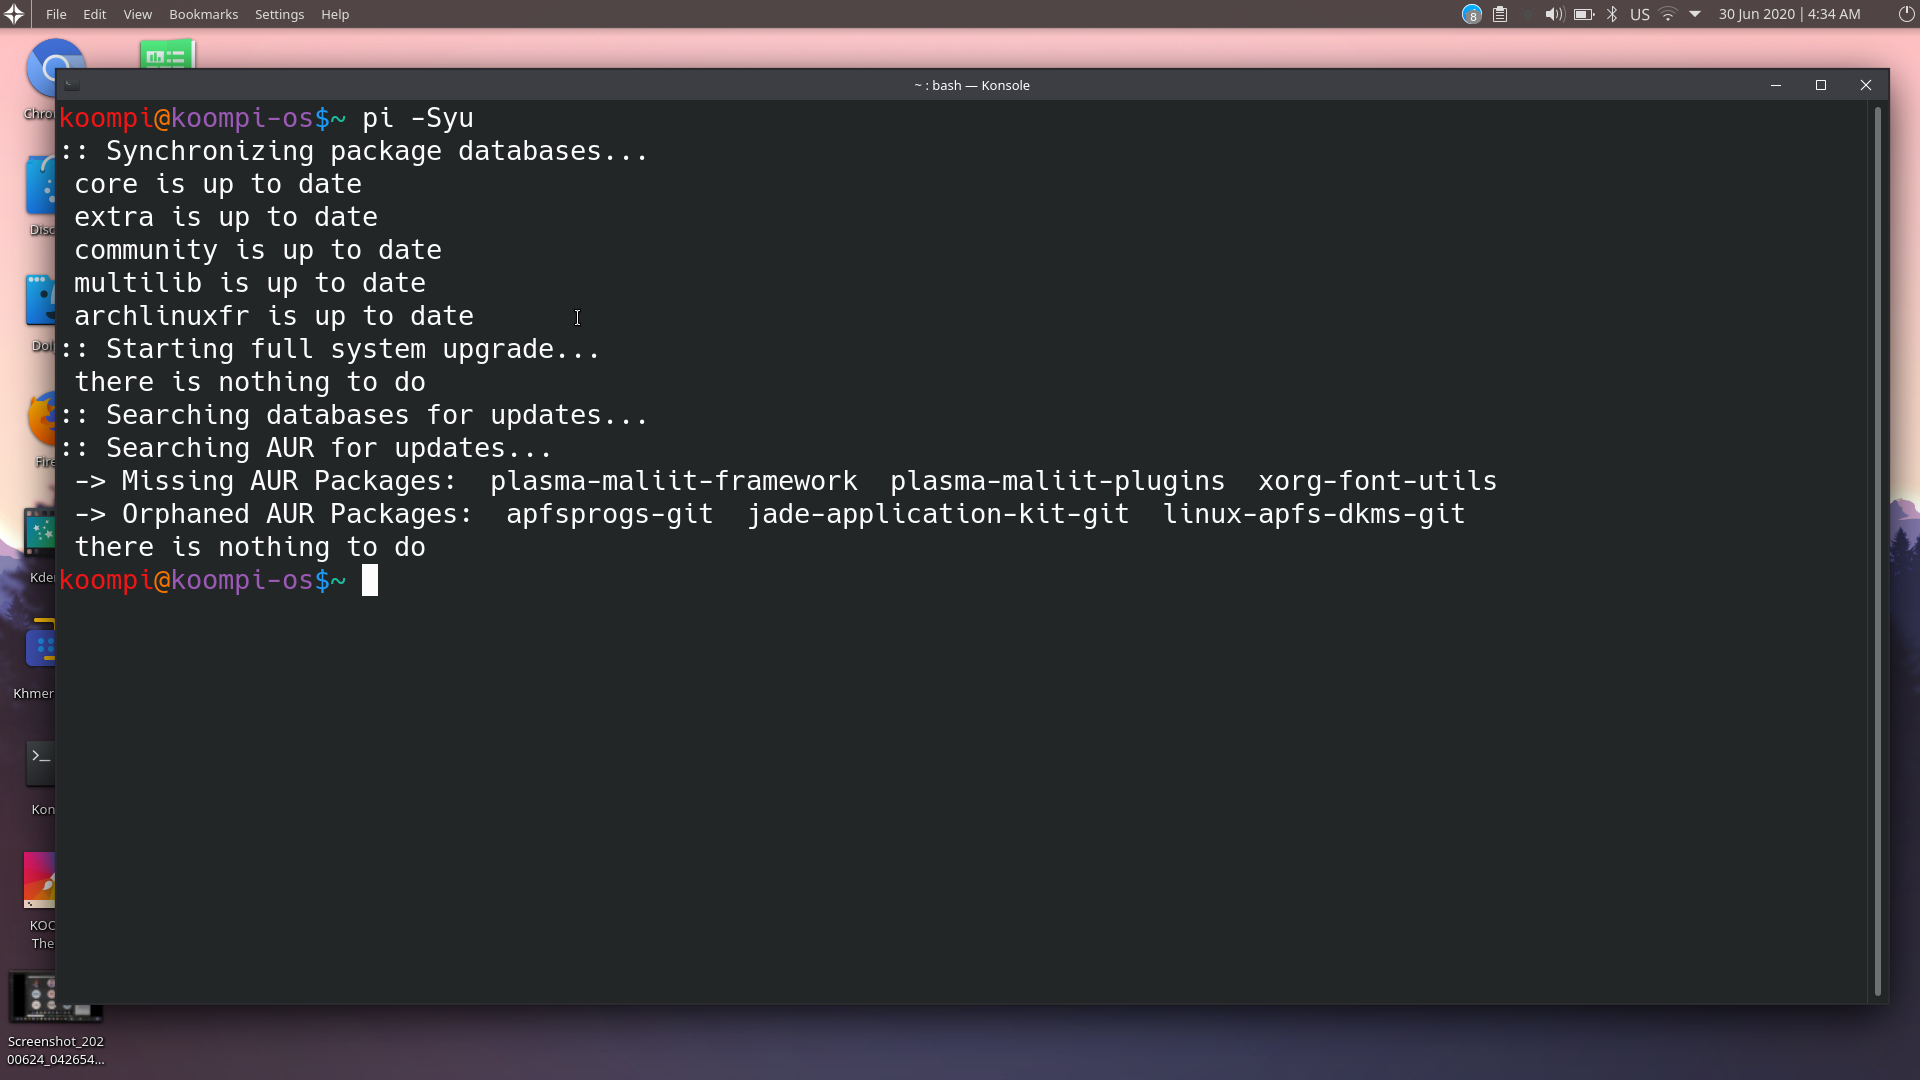 File Edit View Bookmarks Settings Help
8 US 30 Jun 2020 | 4:34 AM
~ : bash — Konsole
koompi@koompi-os$~ pi -Syu
:: Synchronizing package databases...
core is up to date
extra is up to date
community is up to date
multilib is up to date
archlinuxfr is up to date
:: Starting full system upgrade...
there is nothing to do
:: Searching databases for updates...
:: Searching AUR for updates...
-> Missing AUR Packages:  plasma-maliit-framework  plasma-maliit-plugins  xorg-font-utils
-> Orphaned AUR Packages:  apfsprogs-git  jade-application-kit-git  linux-apfs-dkms-git
there is nothing to do
koompi@koompi-os$~
Chro
Disc
Dol
Fire
Kde
Khmer
Kon
KOO
The
Screenshot_202
00624_042654...